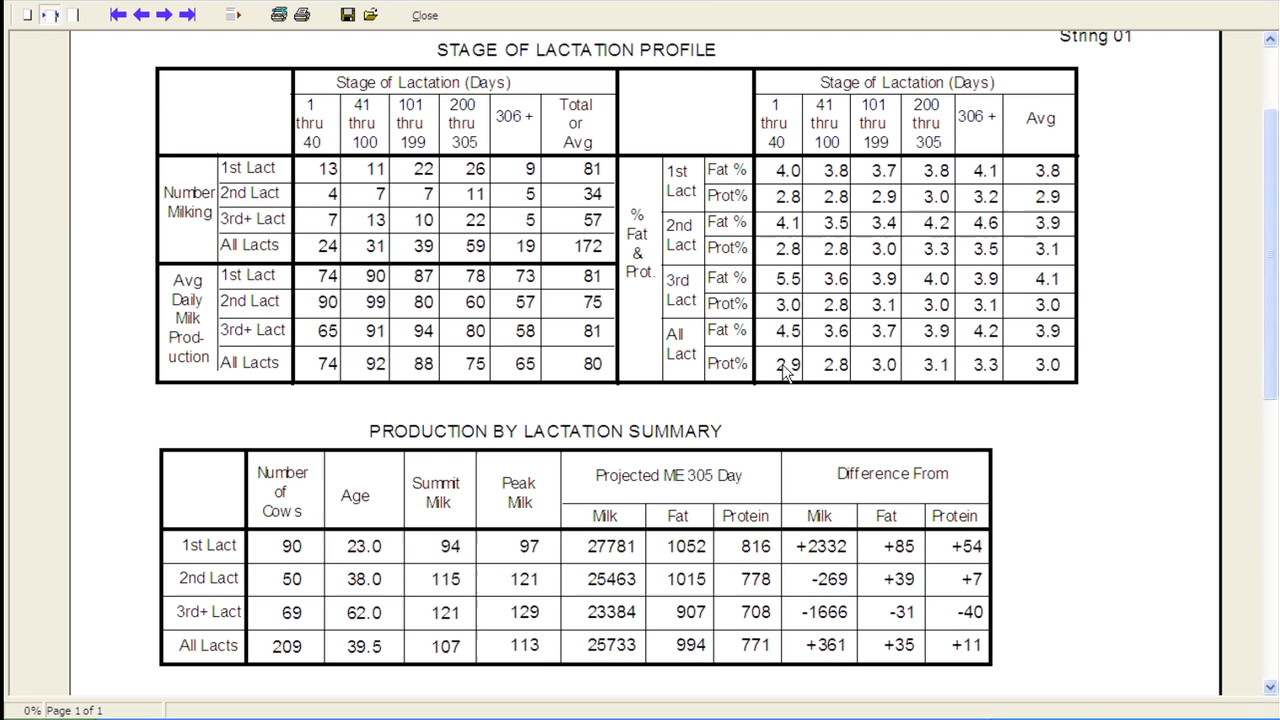 Close
String 01
STAGE OF LACTATION PROFILE
Stage of Lactation (Days) Stage of Lactation (Days)
1 thru 40 41 thru 100 101 thru 199 200 thru 305 306 + Total or Avg 1 thru 40 41 thru 100 101 thru 199 200 thru 305 306 + Avg
Number Milking
1st Lact 13 11 22 26 9 81
2nd Lact 4 7 7 11 5 34
3rd+ Lact 7 13 10 22 5 57
All Lacts 24 31 39 59 19 172
Avg Daily Milk Prod- uction
1st Lact 74 90 87 78 73 81
2nd Lact 90 99 80 60 57 75
3rd+ Lact 65 91 94 80 58 81
All Lacts 74 92 88 75 65 80
% Fat & Prot.
1st Lact Fat % 4.0 3.8 3.7 3.8 4.1 3.8
Prot% 2.8 2.8 2.9 3.0 3.2 2.9
2nd Lact Fat % 4.1 3.5 3.4 4.2 4.6 3.9
Prot% 2.8 2.8 3.0 3.3 3.5 3.1
3rd Lact Fat % 5.5 3.6 3.9 4.0 3.9 4.1
Prot% 3.0 2.8 3.1 3.0 3.1 3.0
All Lact Fat % 4.5 3.6 3.7 3.9 4.2 3.9
Prot% 2.9 2.8 3.0 3.1 3.3 3.0
PRODUCTION BY LACTATION SUMMARY
Number of Cows Age Summit Milk Peak Milk Projected ME 305 Day Difference From
Milk Fat Protein Milk Fat Protein
1st Lact 90 23.0 94 97 27781 1052 816 +2332 +85 +54
2nd Lact 50 38.0 115 121 25463 1015 778 -269 +39 +7
3rd+ Lact 69 62.0 121 129 23384 907 708 -1666 -31 -40
All Lacts 209 39.5 107 113 25733 994 771 +361 +35 +11
0% Page 1 of 1